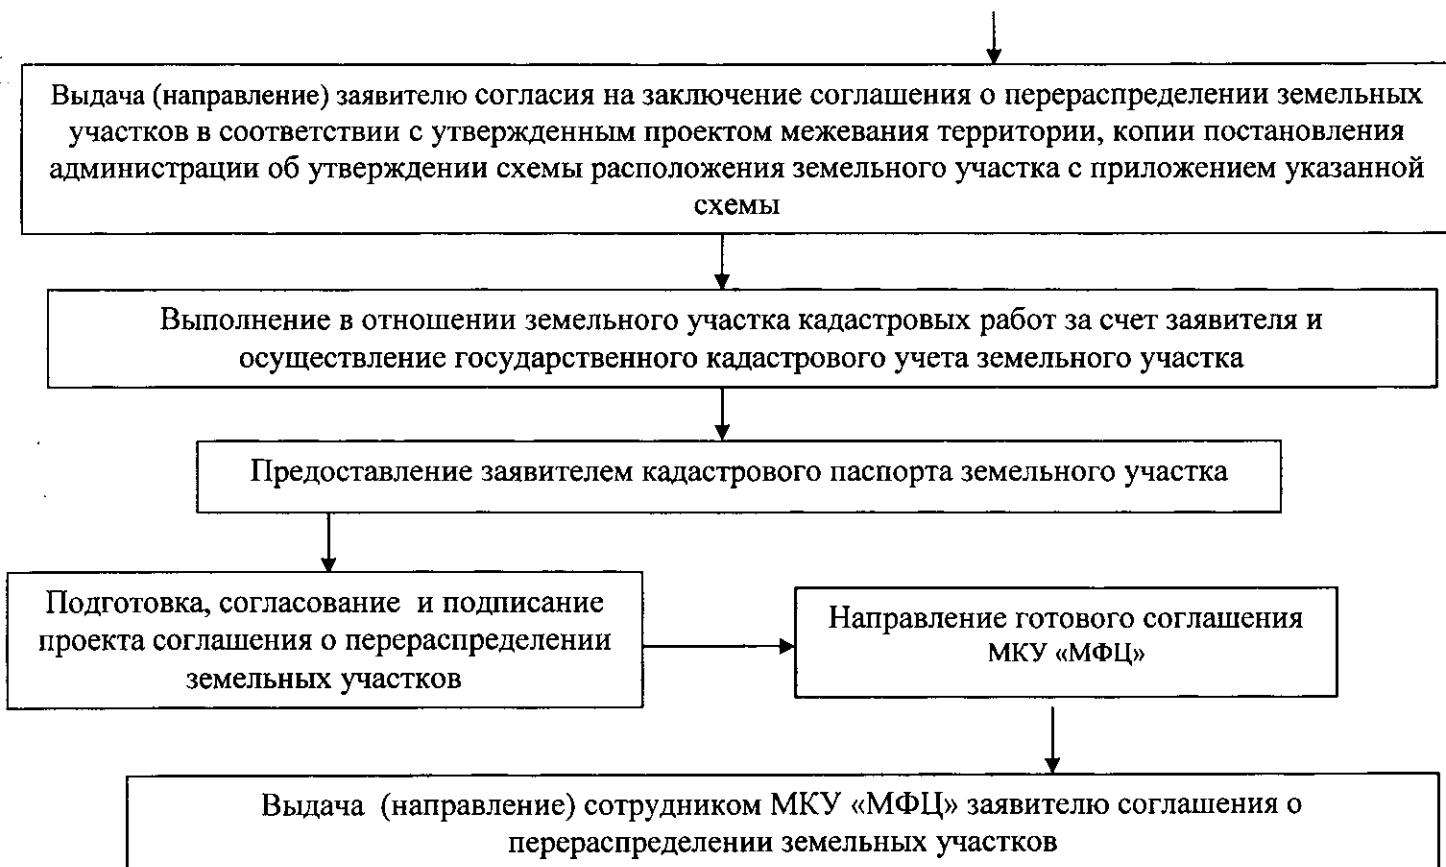 Выдача (направление) заявителю согласия на заключение соглашения о перераспределении земельных
участков в соответствии с утвержденным проектом межевания территории, копии постановления
администрации об утверждении схемы расположения земельного участка с приложением указанной
схемы
Выполнение в отношении земельного участка кадастровых работ за счет заявителя и
осуществление государственного кадастрового учета земельного участка
Предоставление заявителем кадастрового паспорта земельного участка
Подготовка, согласование и подписание
проекта соглашения о перераспределении
земельных участков
Направление готового соглашения
МКУ «МФЦ»
Выдача (направление) сотрудником МКУ «МФЦ» заявителю соглашения о
перераспределении земельных участков